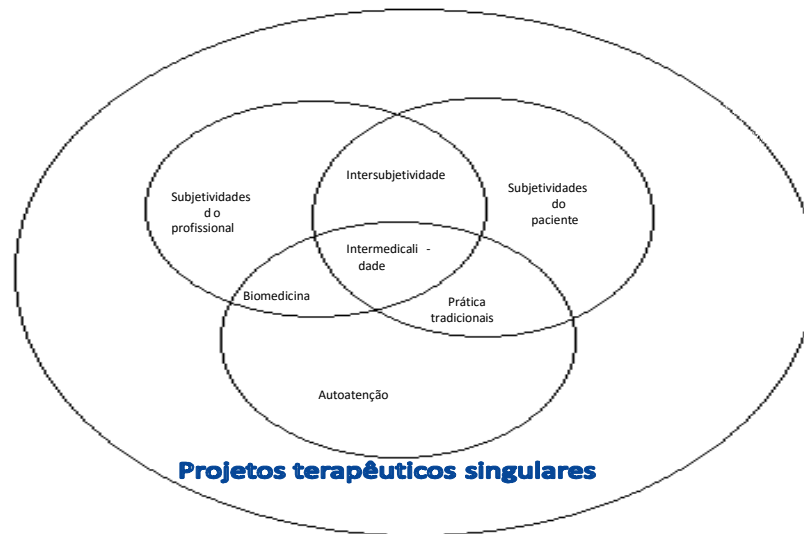 Intersubjetividade
Subjetividades
d o
profissional
Subjetividades
do
paciente
Intermedicali -
dade
Biomedicina
Prática
tradicionais
Autoatenção
Projetos terapêuticos singulares